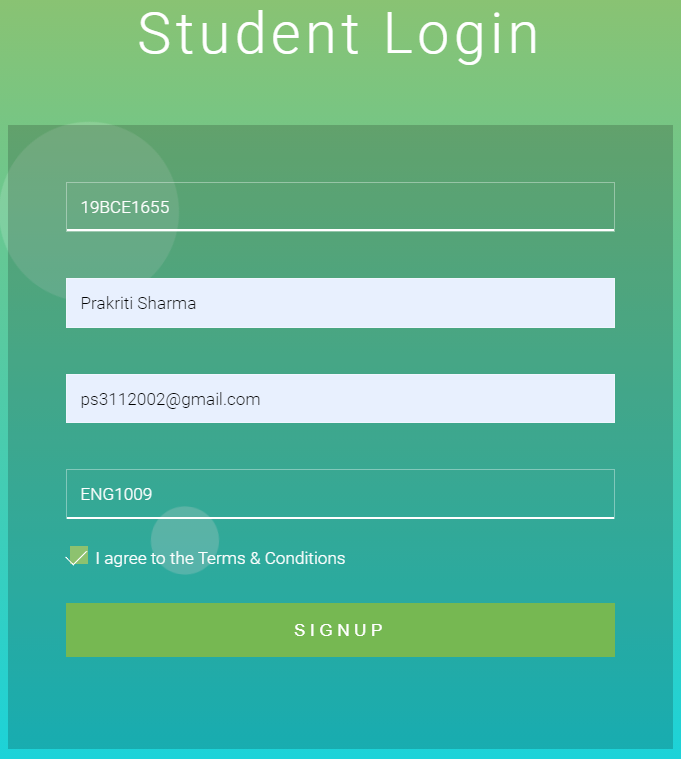 Student Login
19BCE1655
Prakriti Sharma
ps3112002@gmail.com
ENG1009
I agree to the Terms & Conditions
SIGNUP